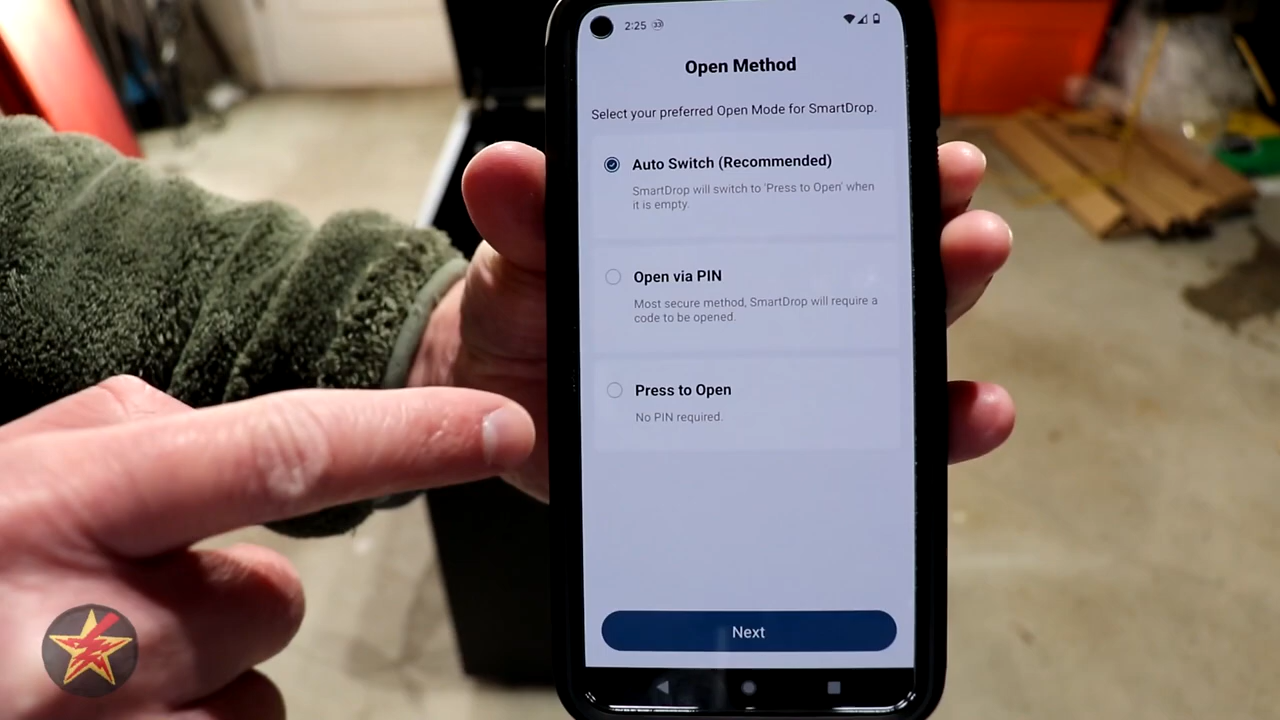 2:25
Open Method
Select your preferred Open Mode for SmartDrop.
Auto Switch (Recommended)
SmartDrop will switch to 'Press to Open' when
it is empty.
Open via PIN
Most secure method, SmartDrop will require a
code to be opened.
Press to Open
No PIN required.
Next